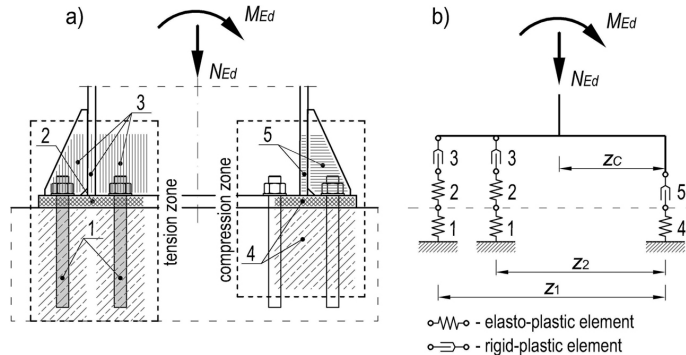 a)
M_Ed
N_Ed
2
3
5
tension zone
compression zone
1
4
b)
M_Ed
N_Ed
z_C
3
3
2
2
5
1
1
4
z_2
z_1
- elasto-plastic element
- rigid-plastic element